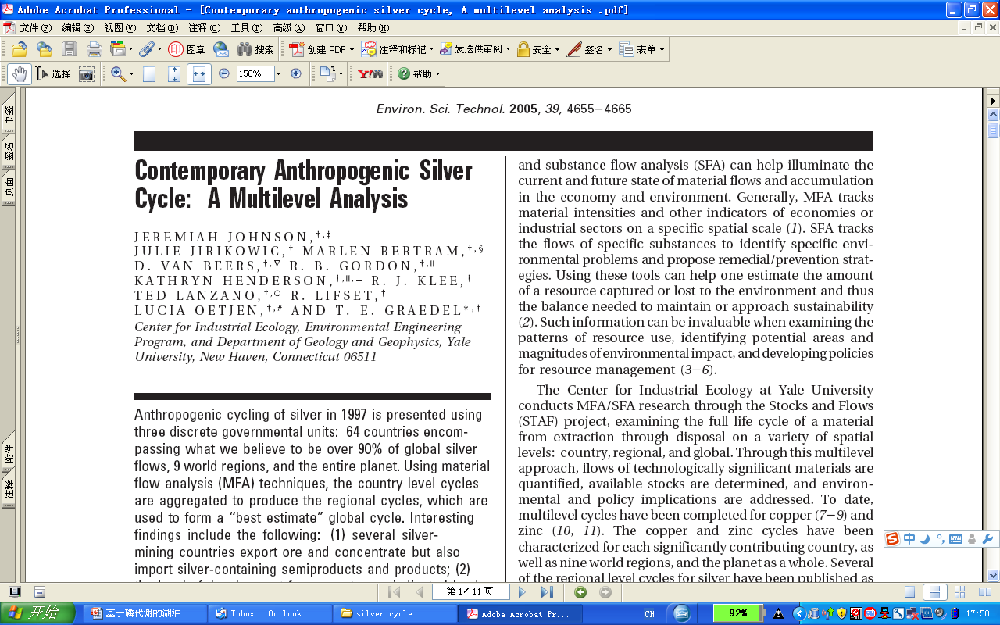 Adobe Acrobat Professional - [Contemporary anthropogenic silver cycle, A multilevel analysis .pdf]
文件(F) 编辑(E) 视图(V) 文档(D) 注释(C) 工具(T) 高级(A) 窗口(W) 帮助(H)
印 图章 搜索 创建 PDF 注释和标记 发送供审阅 安全 签名 表单
选择 150% Y! 帮助
书签
签名
页面
附件
注释
Environ. Sci. Technol. 2005, 39, 4655–4665
Contemporary Anthropogenic Silver
Cycle: A Multilevel Analysis
JEREMIAH JOHNSON,†,‡
JULIE JIRIKOWIC,† MARLEN BERTRAM,†,§
D. VAN BEERS,†,∇ R. B. GORDON,†,||
KATHRYN HENDERSON,†,||,⊥ R. J. KLEE,†
TED LANZANO,†,○ R. LIFSET,†
LUCIA OETJEN,†,# AND T. E. GRAEDEL*,†
Center for Industrial Ecology, Environmental Engineering
Program, and Department of Geology and Geophysics, Yale
University, New Haven, Connecticut 06511
Anthropogenic cycling of silver in 1997 is presented using
three discrete governmental units: 64 countries encom-
passing what we believe to be over 90% of global silver
flows, 9 world regions, and the entire planet. Using material
flow analysis (MFA) techniques, the country level cycles
are aggregated to produce the regional cycles, which are
used to form a "best estimate" global cycle. Interesting
findings include the following: (1) several silver-
mining countries export ore and concentrate but also
import silver-containing semiproducts and products; (2)
and substance flow analysis (SFA) can help illuminate the
current and future state of material flows and accumulation
in the economy and environment. Generally, MFA tracks
material intensities and other indicators of economies or
industrial sectors on a specific spatial scale (1). SFA tracks
the flows of specific substances to identify specific envi-
ronmental problems and propose remedial/prevention strat-
egies. Using these tools can help one estimate the amount
of a resource captured or lost to the environment and thus
the balance needed to maintain or approach sustainability
(2). Such information can be invaluable when examining the
patterns of resource use, identifying potential areas and
magnitudes of environmental impact, and developing policies
for resource management (3–6).
The Center for Industrial Ecology at Yale University
conducts MFA/SFA research through the Stocks and Flows
(STAF) project, examining the full life cycle of a material
from extraction through disposal on a variety of spatial
levels: country, regional, and global. Through this multilevel
approach, flows of technologically significant materials are
quantified, available stocks are determined, and environ-
mental and policy implications are addressed. To date,
multilevel cycles have been completed for copper (7–9) and
zinc (10, 11). The copper and zinc cycles have been
characterized for each significantly contributing country, as
well as nine world regions, and the planet as a whole. Several
of the regional level cycles for silver have been published as
S 中
第 1 / 11 页
开始 基于磷代谢的湖泊... Inbox - Outlook ... silver cycle Adobe Acrobat Pr... CH 92% 17:58